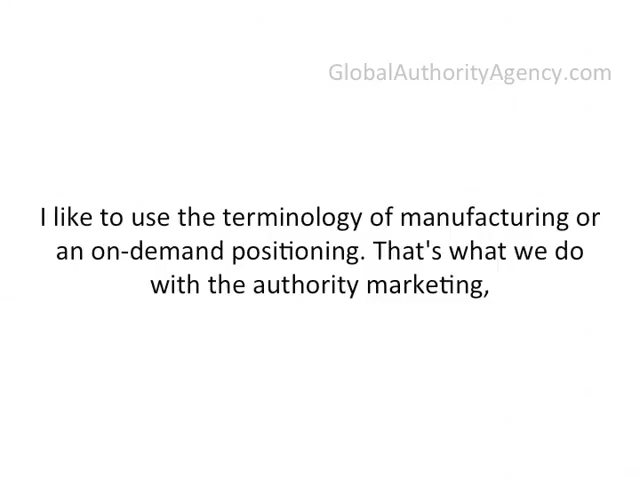 GlobalAuthorityAgency.com
I like to use the terminology of manufacturing or
an on-demand positioning. That's what we do
with the authority marketing,